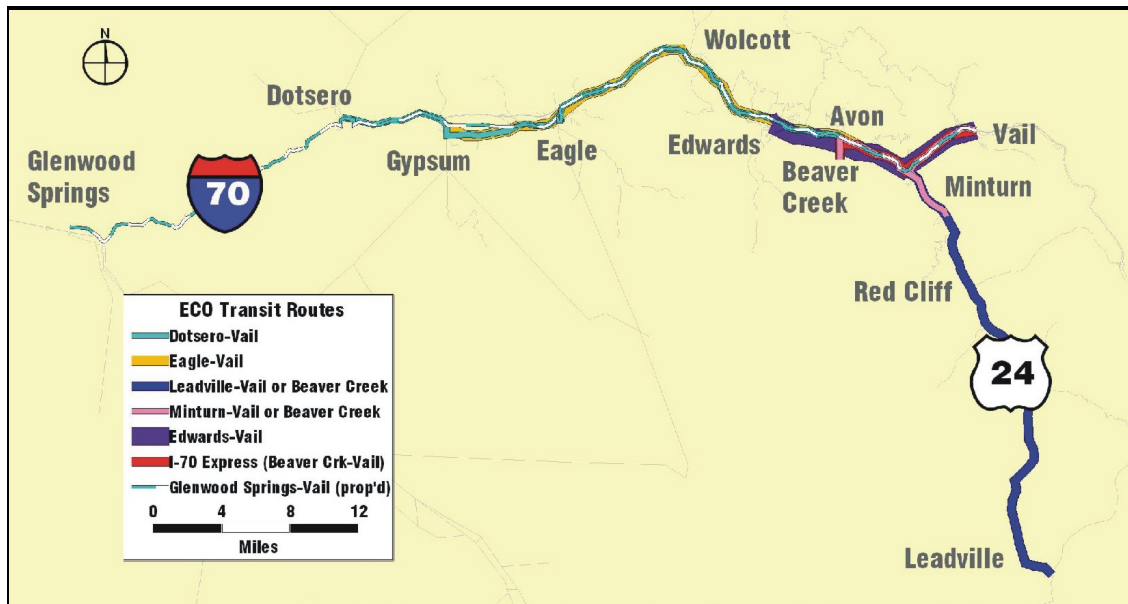 N
Wolcott
Dotsero
Avon
Glenwood
Springs
70
Gypsum
Eagle
Edwards
Vail
Beaver
Creek
Minturn
Red Cliff
24
Leadville
ECO Transit Routes
Dotsero-Vail
Eagle-Vail
Leadville-Vail or Beaver Creek
Minturn-Vail or Beaver Creek
Edwards-Vail
I-70 Express (Beaver Crk-Vail)
Glenwood Springs-Vail (prop'd)
0 4 8 12
Miles